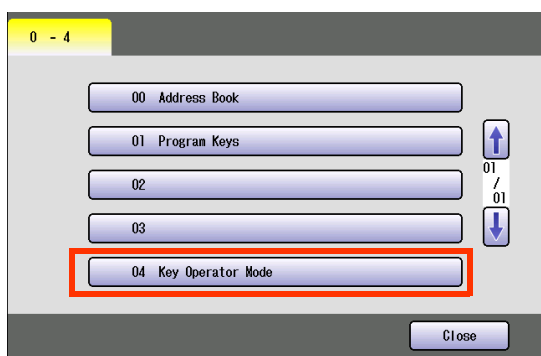 0 - 4
00 Address Book
01 Program Keys
02
03
04 Key Operator Mode
01
/
01
Close